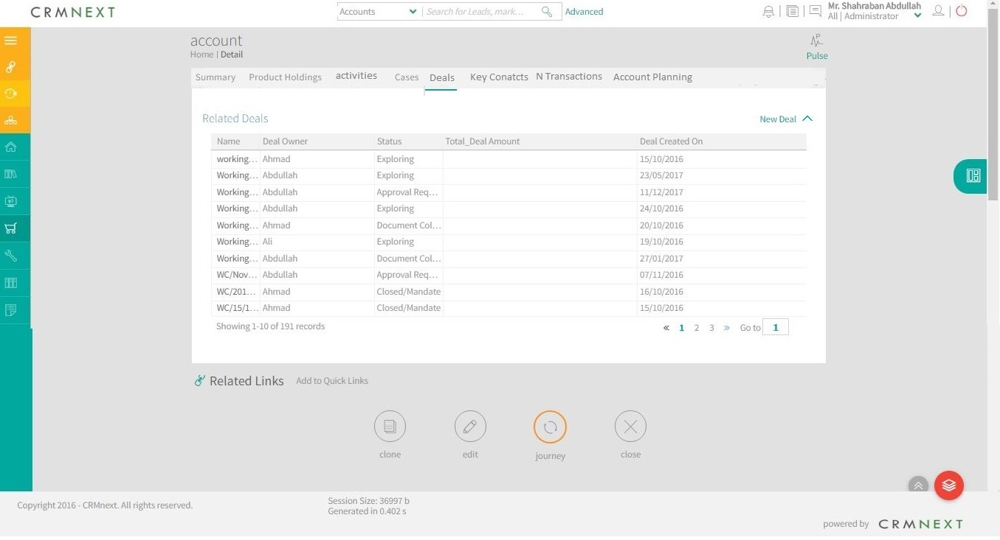 CRMNEXT
Accounts Search for Leads, mark... Advanced
Mr. Shahraban Abdullah
All | Administrator
account
Home | Detail
Pulse
Summary Product Holdings activities Cases Deals Key Conatcts N Transactions Account Planning
Related Deals New Deal
Name Deal Owner Status Total_Deal Amount Deal Created On
working... Ahmad Exploring 15/10/2016
Working... Abdullah Exploring 23/05/2017
Working... Abdullah Approval Req... 11/12/2017
Working... Abdullah Exploring 24/10/2016
Working... Ahmad Document Col... 20/10/2016
Working... Ali Exploring 19/10/2016
Working... Abdullah Document Col... 27/01/2017
WC/Nov... Abdullah Approval Req... 07/11/2016
WC/201... Ahmad Closed/Mandate 16/10/2016
WC/15/1... Ahmad Closed/Mandate 15/10/2016
Showing 1-10 of 191 records « 1 2 3 » Go to 1
Related Links Add to Quick Links
clone edit journey close
Copyright 2016 - CRMnext. All rights reserved.
Session Size: 36997 b
Generated in 0.402 s
powered by CRMNEXT